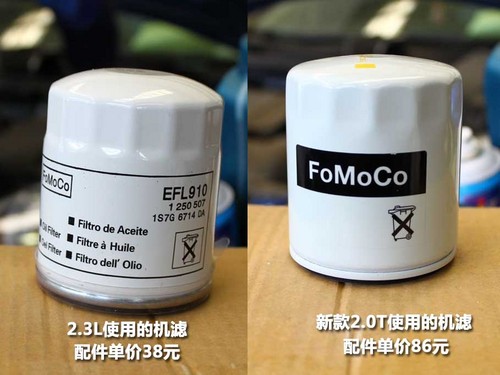 FoMoCo
EFL910
1 250 507
1S7G 6714 DA
Oil Filter
Filtro de Aceite
Filtre à Huile
Filtro dell' Olio
2.3L使用的机滤
配件单价38元
FoMoCo
新款2.0T使用的机滤
配件单价86元